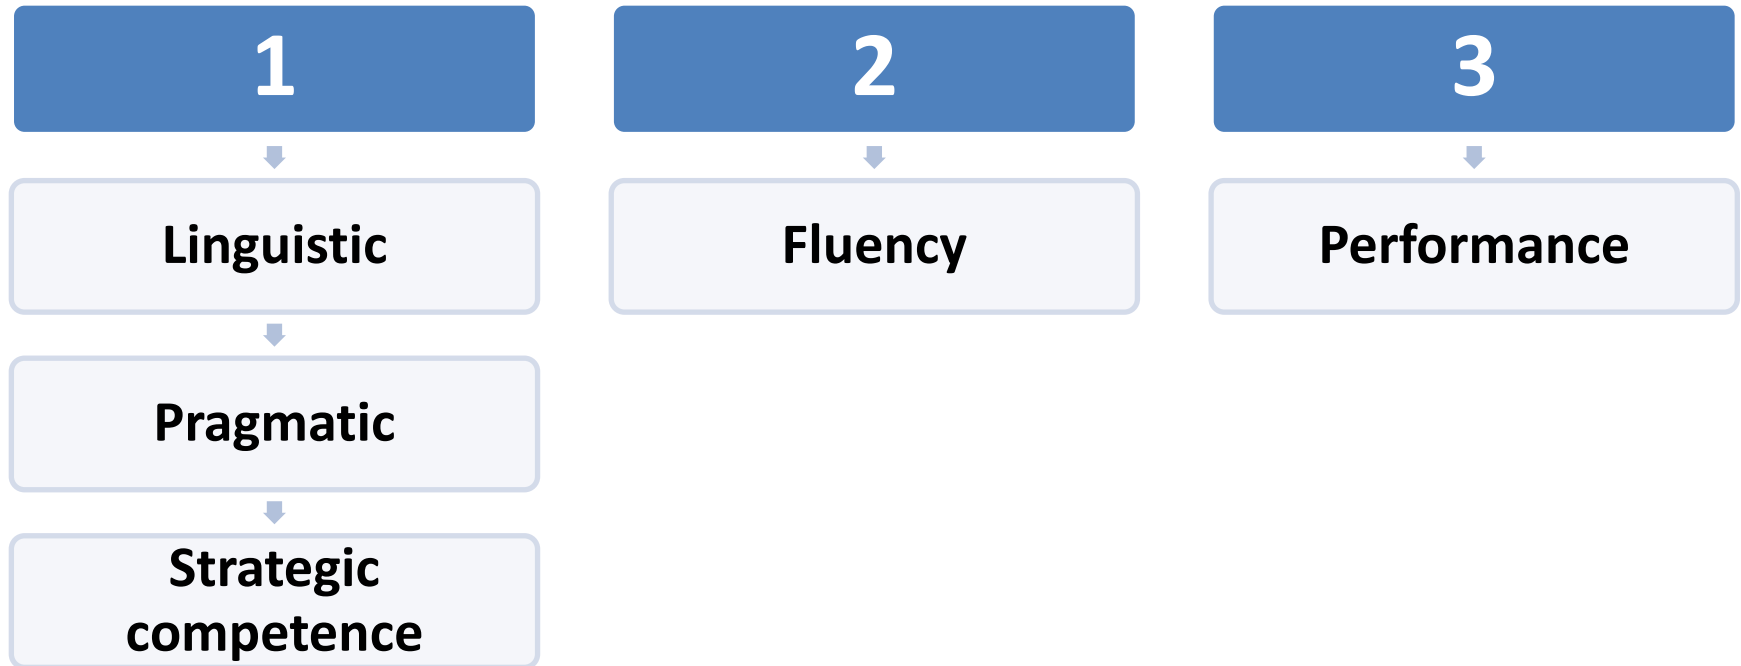 1
Linguistic
Pragmatic
Strategic
competence
2
Fluency
3
Performance